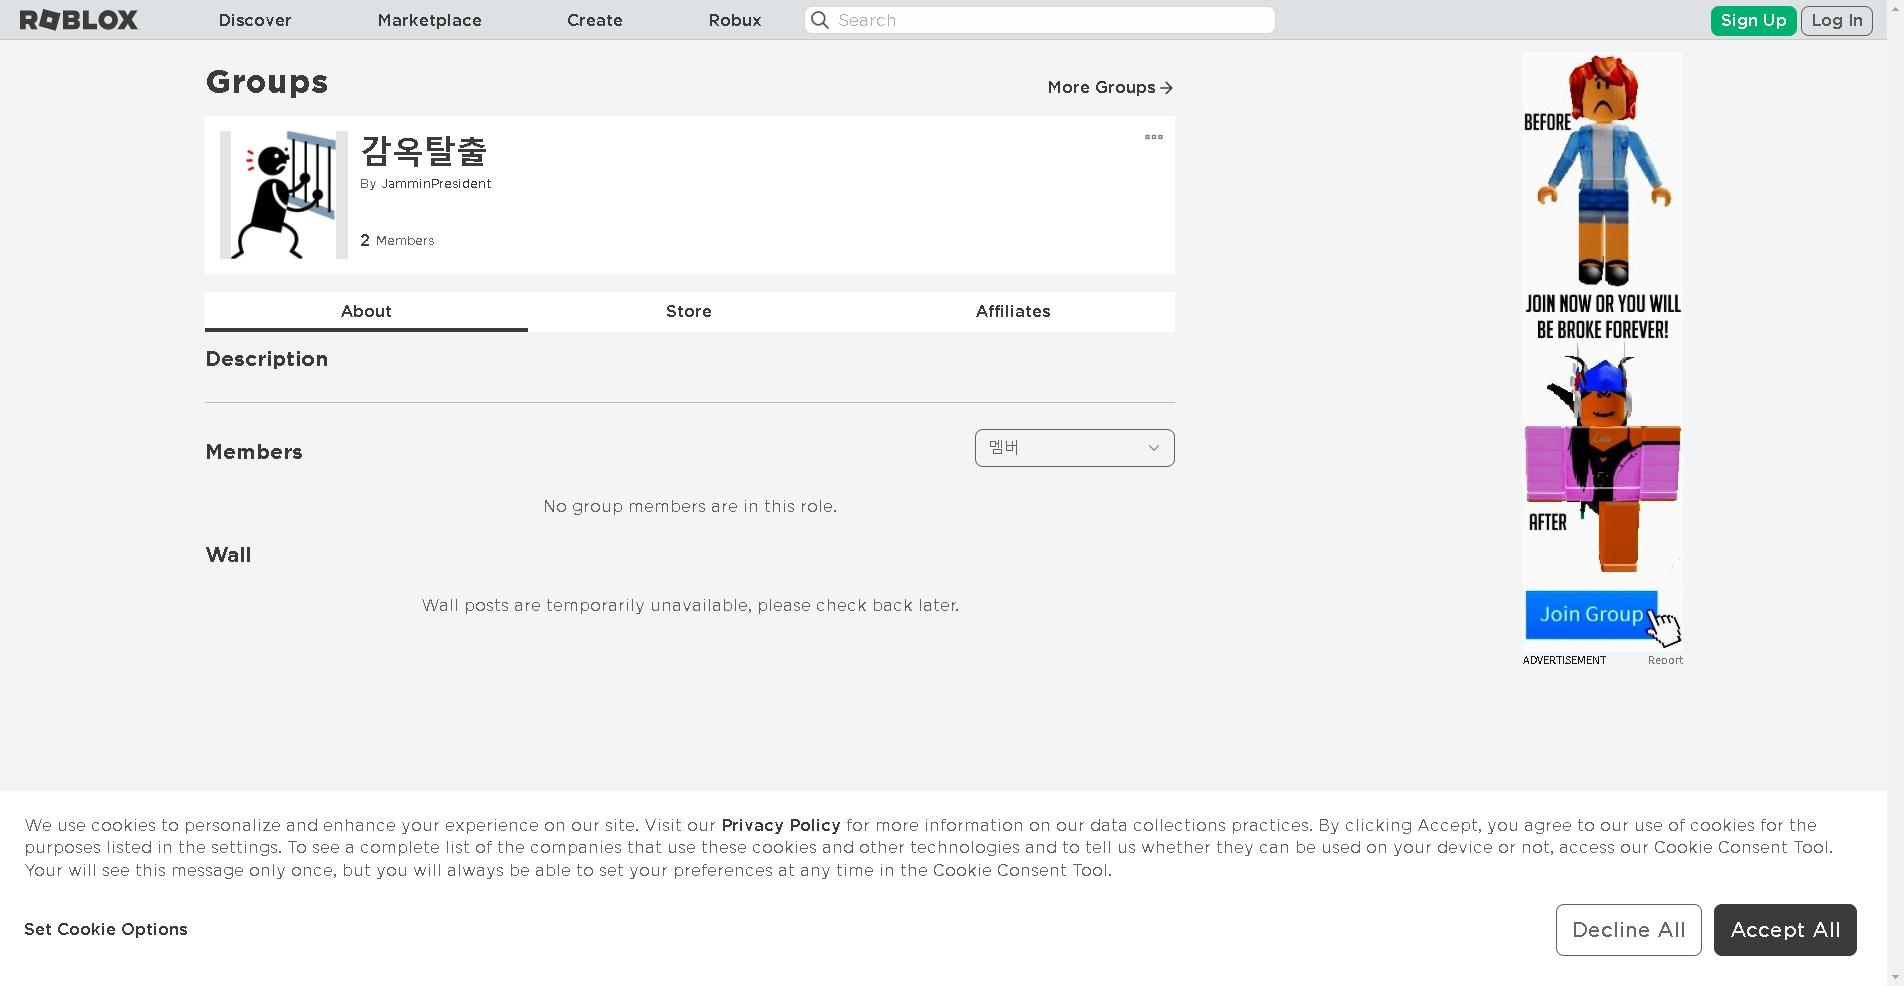 ROBLOX
Discover
Marketplace
Create
Robux
Search
Sign Up
Log In
Groups
More Groups
감옥탈출
By JamminPresident
2 Members
About
Store
Affiliates
Description
Members
멤버
No group members are in this role.
Wall
Wall posts are temporarily unavailable, please check back later.
BEFORE
JOIN NOW OR YOU WILL
BE BROKE FOREVER!
AFTER
Join Group
ADVERTISEMENT
Report
We use cookies to personalize and enhance your experience on our site. Visit our Privacy Policy for more information on our data collections practices. By clicking Accept, you agree to our use of cookies for the
purposes listed in the settings. To see a complete list of the companies that use these cookies and other technologies and to tell us whether they can be used on your device or not, access our Cookie Consent Tool.
Your will see this message only once, but you will always be able to set your preferences at any time in the Cookie Consent Tool.
Set Cookie Options
Decline All
Accept All